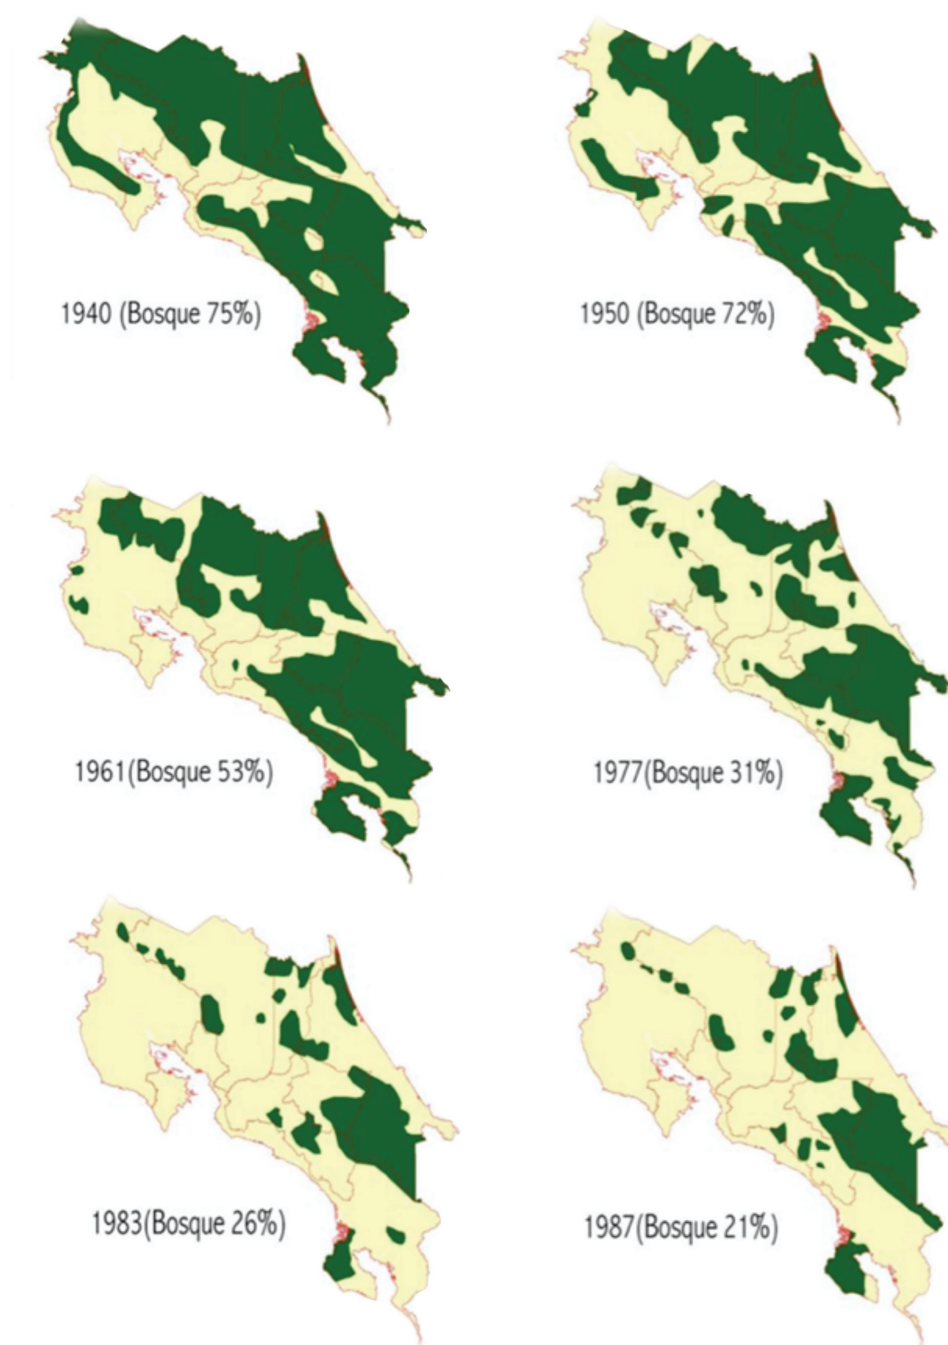 1940 (Bosque 75%)
1950 (Bosque 72%)
1961(Bosque 53%)
1977(Bosque 31%)
1983(Bosque 26%)
1987(Bosque 21%)